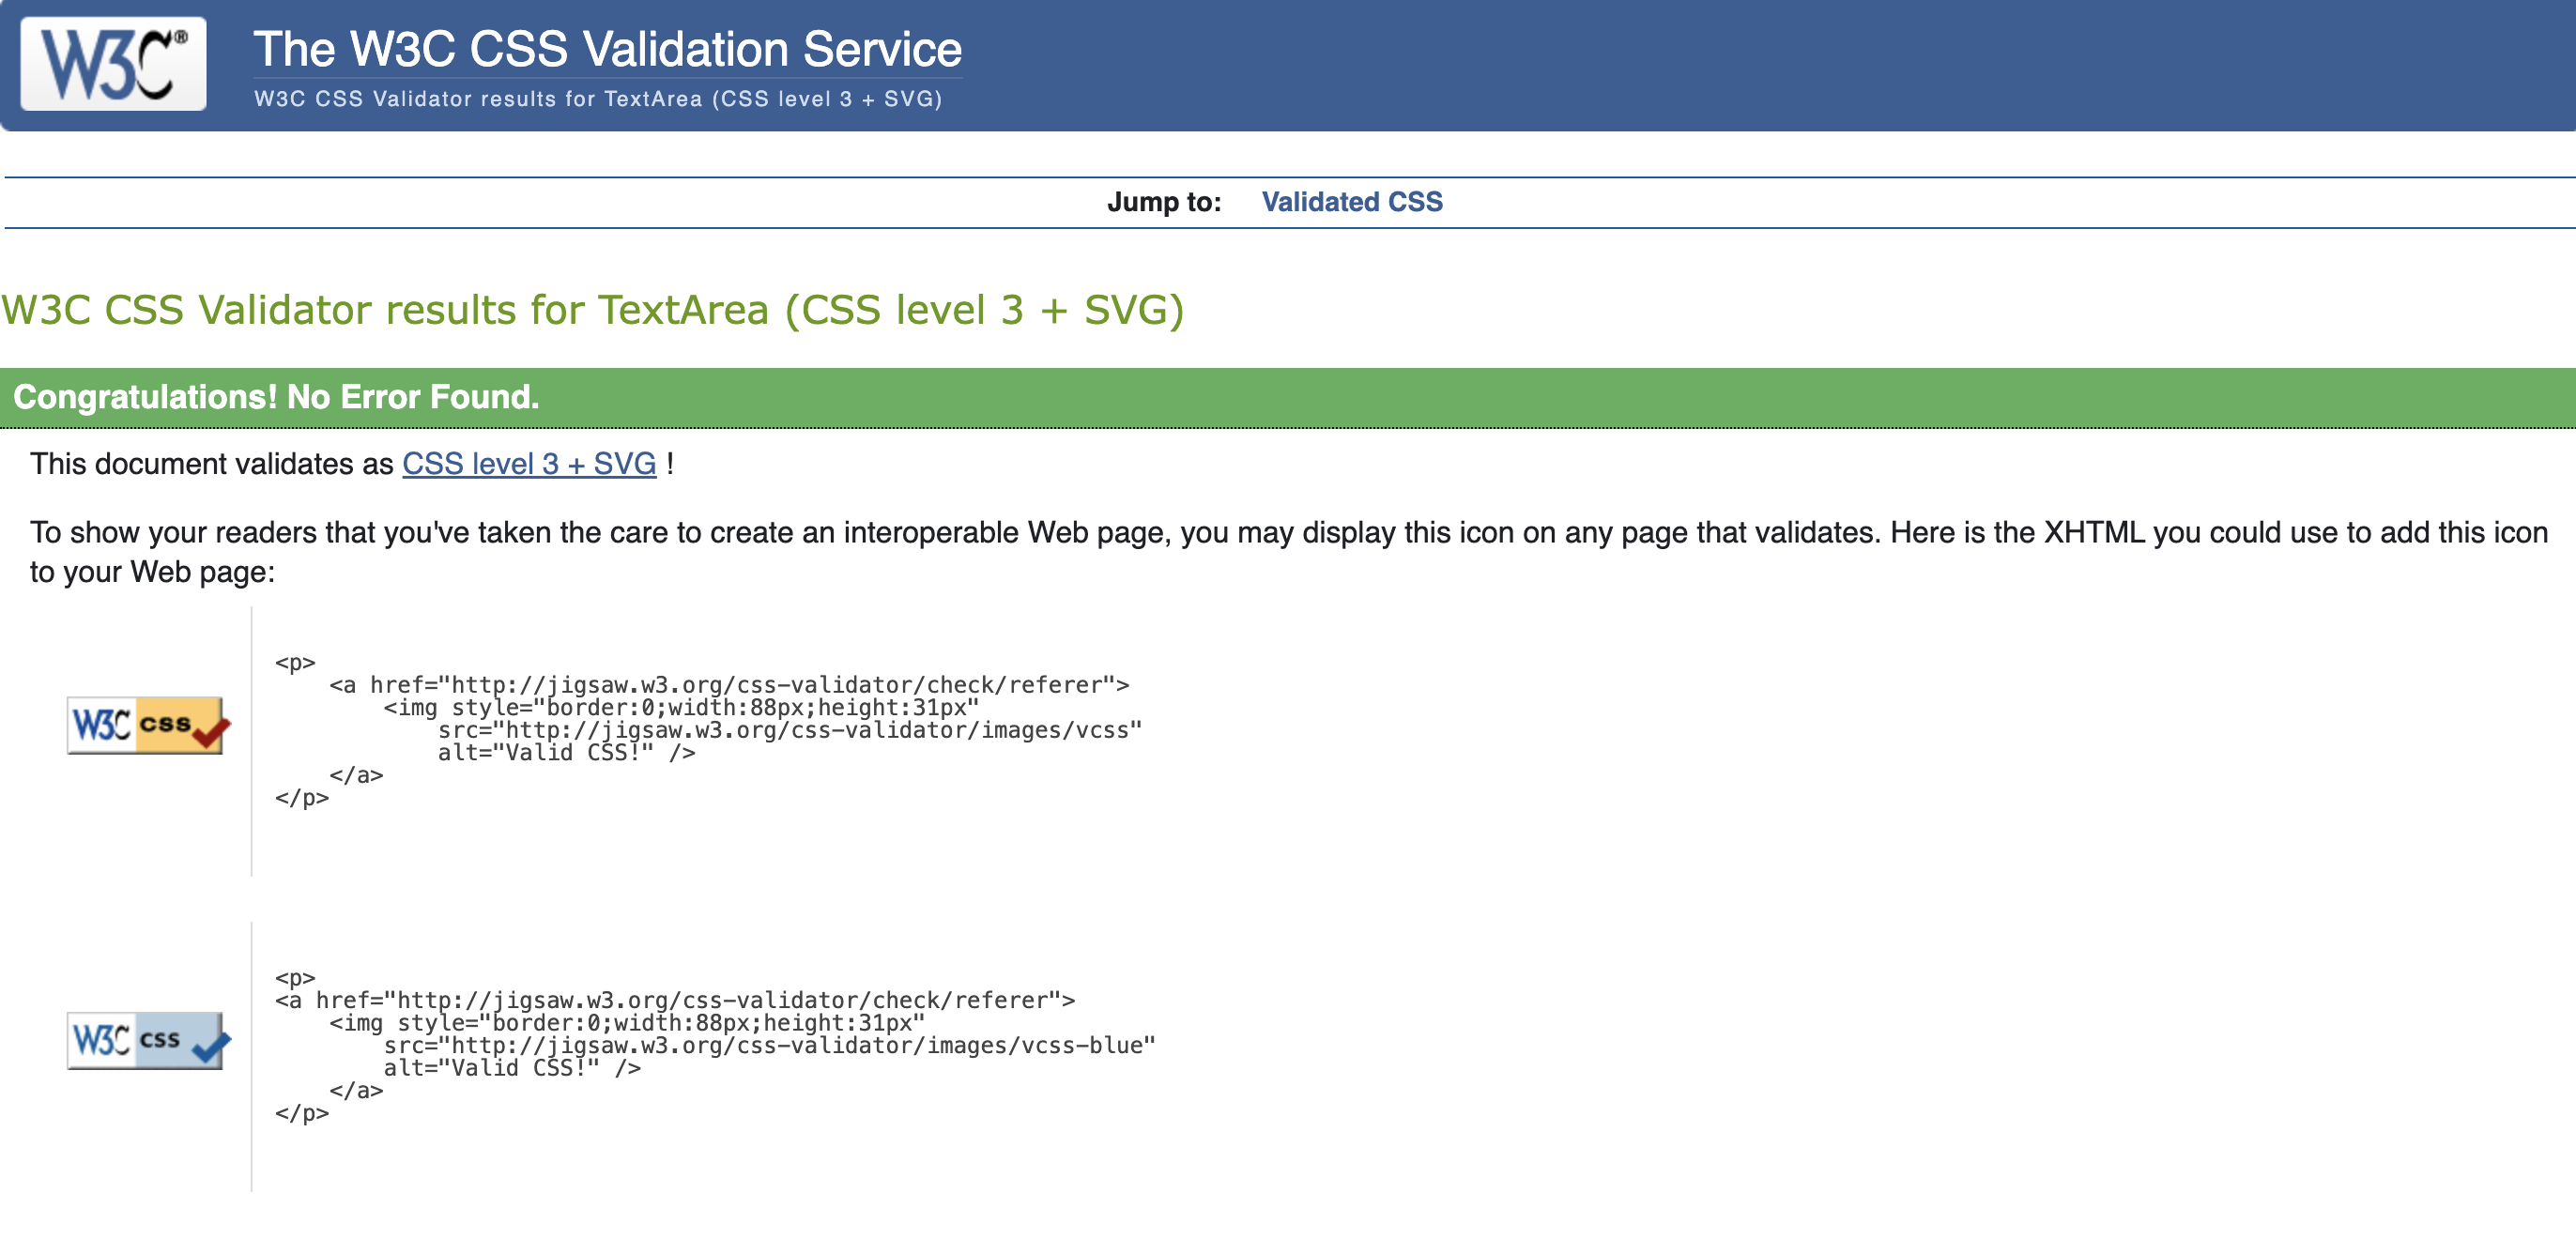 W3C®
The W3C CSS Validation Service
W3C CSS Validator results for TextArea (CSS level 3 + SVG)
Jump to: Validated CSS
W3C CSS Validator results for TextArea (CSS level 3 + SVG)
Congratulations! No Error Found.
This document validates as CSS level 3 + SVG !
To show your readers that you've taken the care to create an interoperable Web page, you may display this icon on any page that validates. Here is the XHTML you could use to add this icon
to your Web page:
W3C css
<p>
    <a href="http://jigsaw.w3.org/css-validator/check/referer">
        <img style="border:0;width:88px;height:31px"
            src="http://jigsaw.w3.org/css-validator/images/vcss"
            alt="Valid CSS!" />
    </a>
</p>
W3C css
<p>
<a href="http://jigsaw.w3.org/css-validator/check/referer">
    <img style="border:0;width:88px;height:31px"
        src="http://jigsaw.w3.org/css-validator/images/vcss-blue"
        alt="Valid CSS!" />
    </a>
</p>